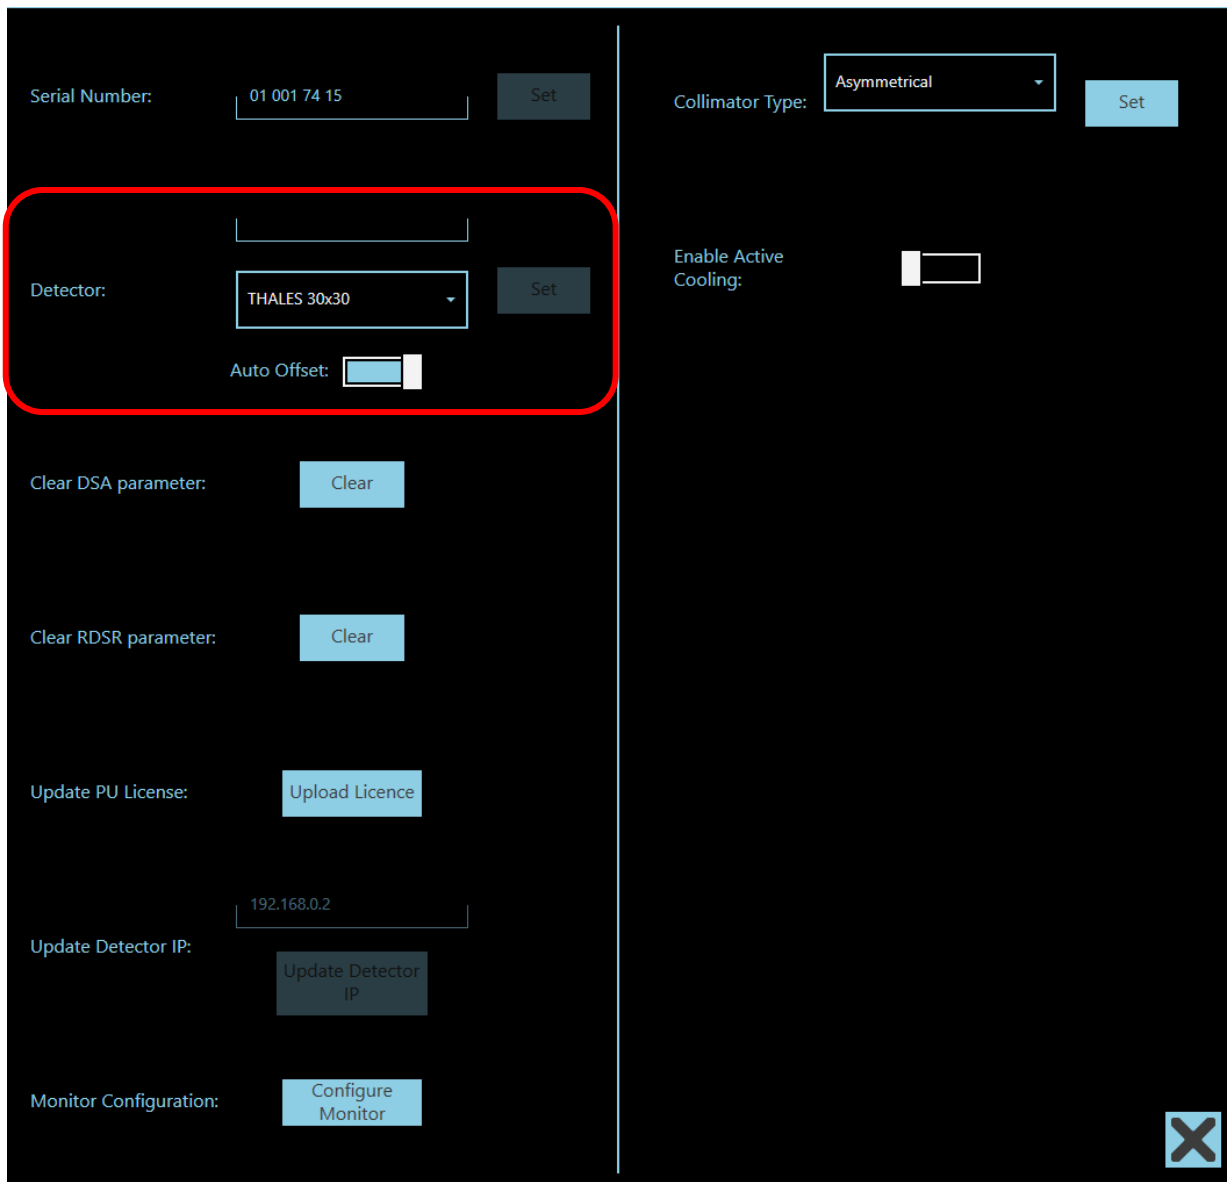 Serial Number:
01 001 74 15
Set
Detector:
THALES 30x30
Set
Auto Offset:
Clear DSA parameter:
Clear
Clear RDSR parameter:
Clear
Update PU License:
Upload Licence
192.168.0.2
Update Detector IP:
Update Detector
IP
Monitor Configuration:
Configure
Monitor
Collimator Type:
Asymmetrical
Set
Enable Active
Cooling: